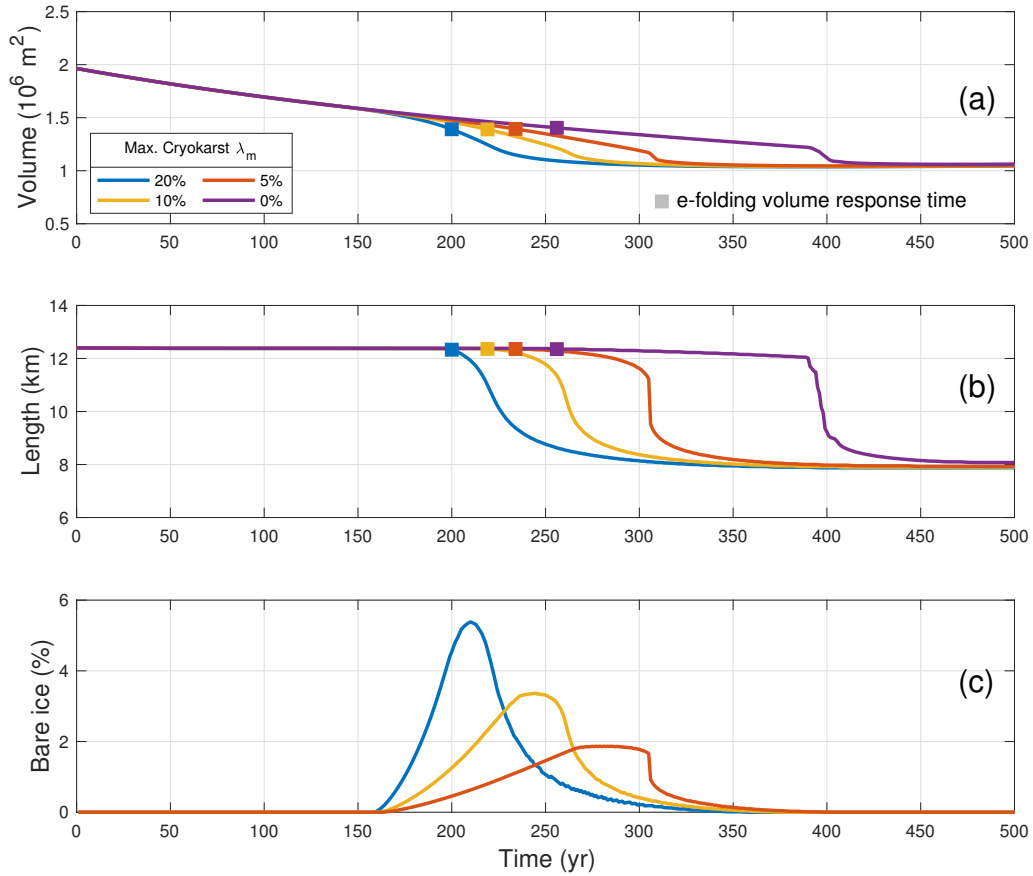 2.5
2
1.5
1
0.5
Volume (10^6 m^2)
(a)
Max. Cryokarst λ_m
20% 5%
10% 0%
e-folding volume response time
0 50 100 150 200 250 300 350 400 450 500
14
12
10
8
6
Length (km)
(b)
0 50 100 150 200 250 300 350 400 450 500
6
4
2
0
Bare ice (%)
(c)
0 50 100 150 200 250 300 350 400 450 500
Time (yr)